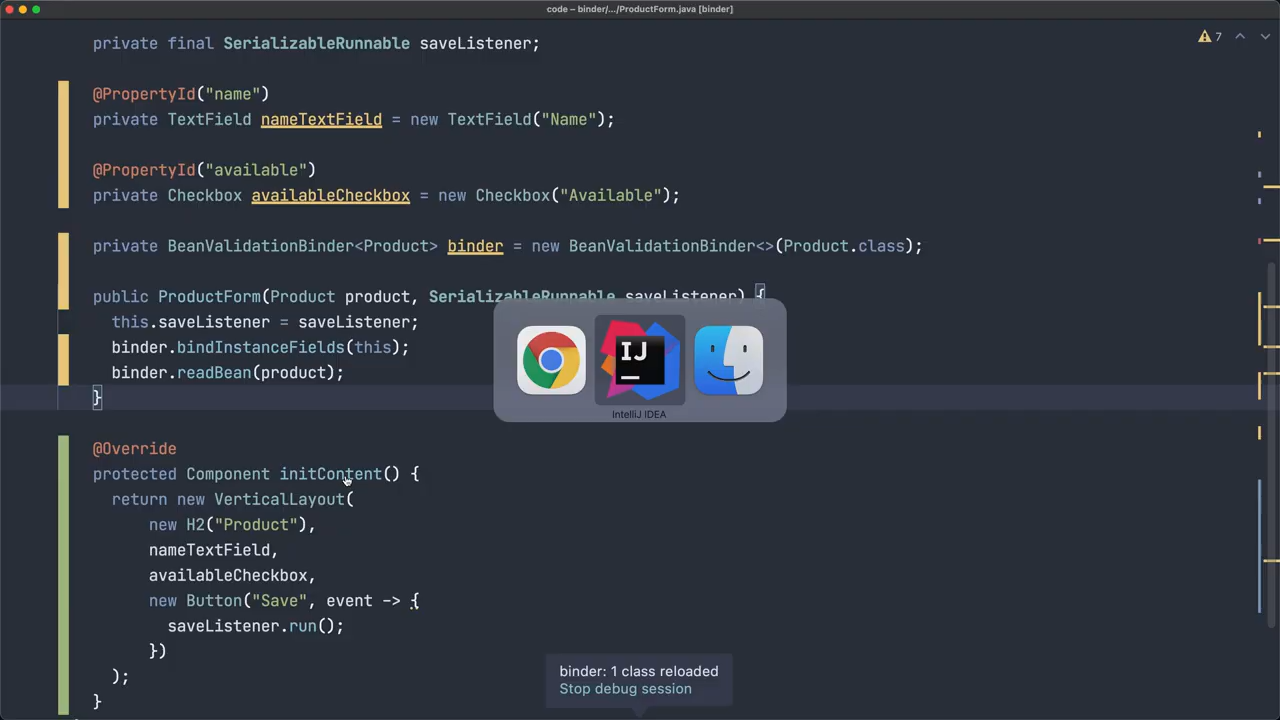 code – binder/.../ProductForm.java [binder]
private final SerializableRunnable saveListener;
7
@PropertyId("name")
private TextField nameTextField = new TextField("Name");
@PropertyId("available")
private Checkbox availableCheckbox = new Checkbox("Available");
private BeanValidationBinder<Product> binder = new BeanValidationBinder<>(Product.class);
public ProductForm(Product product, SerializableRunnable saveListener) {
this.saveListener = saveListener;
binder.bindInstanceFields(this);
binder.readBean(product);
}
IJ
IntelliJ IDEA
@Override
protected Component initContent() {
return new VerticalLayout(
new H2("Product"),
nameTextField,
availableCheckbox,
new Button("Save", event -> {
saveListener.run();
})
);
}
binder: 1 class reloaded
Stop debug session